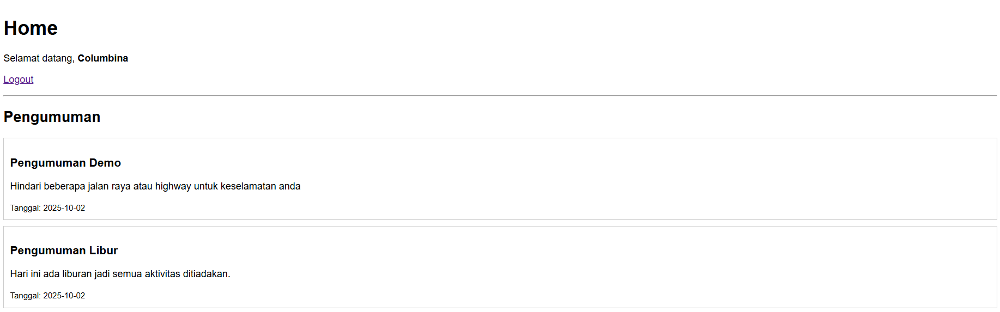 Home
Selamat datang, Columbina
Logout
Pengumuman
Pengumuman Demo
Hindari beberapa jalan raya atau highway untuk keselamatan anda
Tanggal: 2025-10-02
Pengumuman Libur
Hari ini ada liburan jadi semua aktivitas ditiadakan.
Tanggal: 2025-10-02